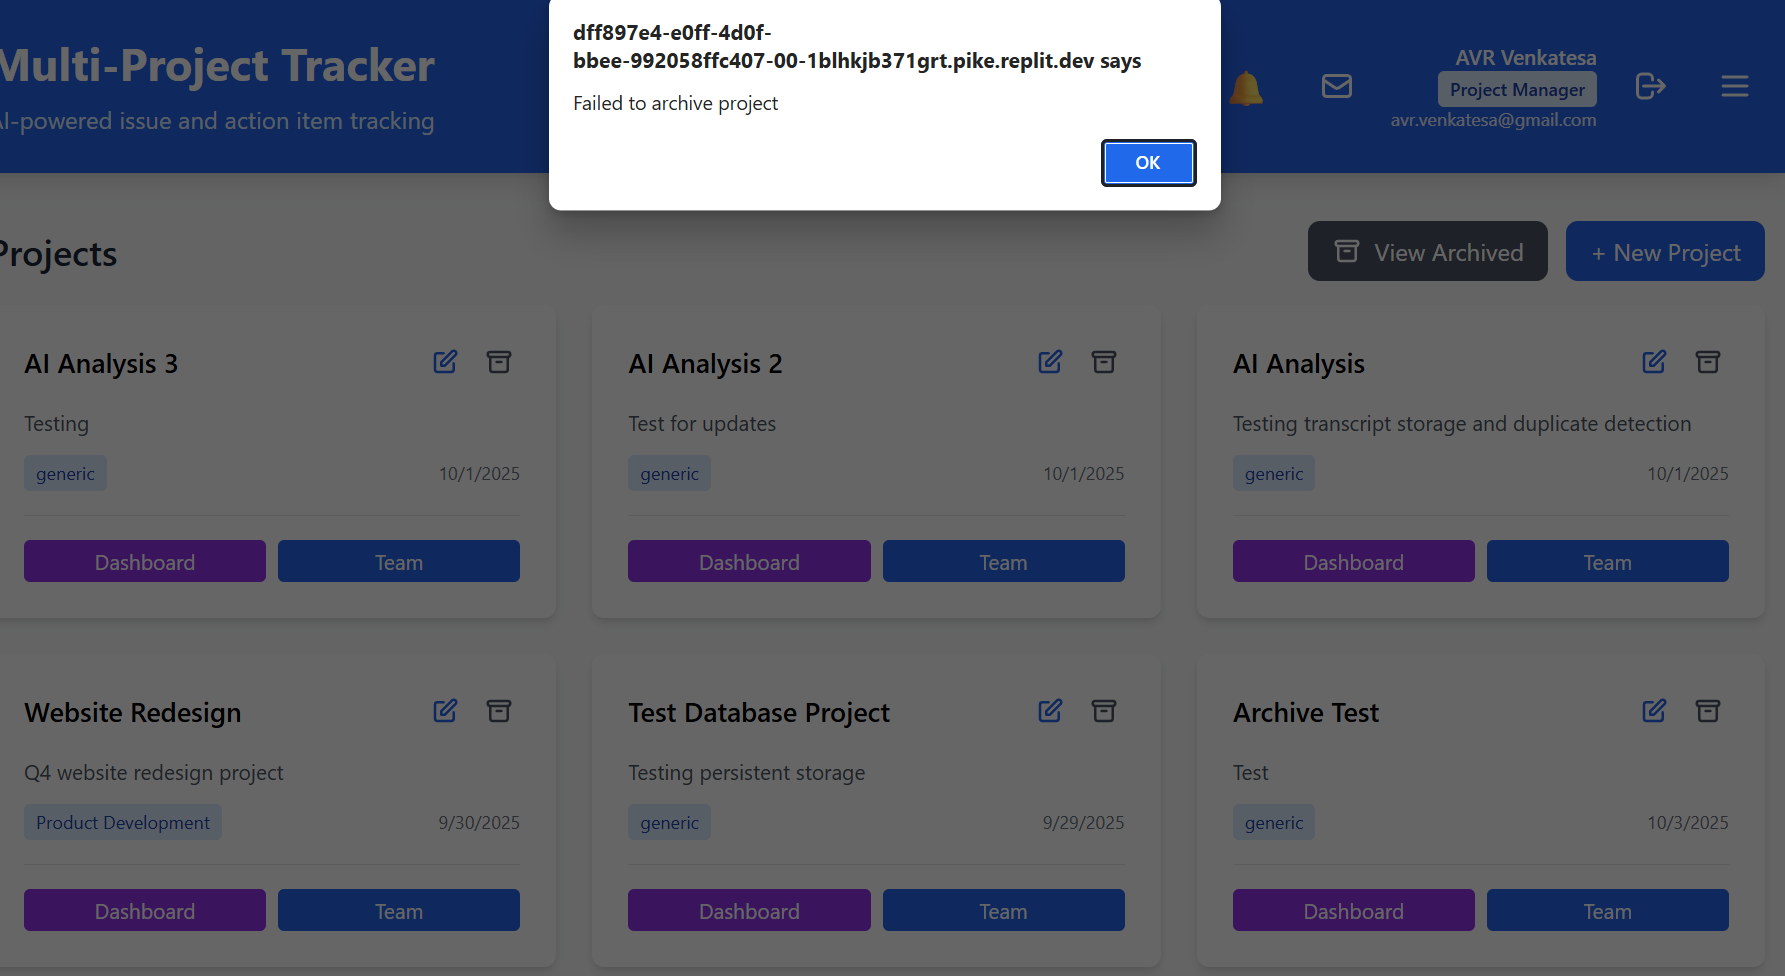 dff897e4-e0ff-4d0f-
bbee-992058ffc407-00-1blhkjb371grt.pike.replit.dev says
Failed to archive project
OK
Multi-Project Tracker
AI-powered issue and action item tracking
AVR Venkatesa
Project Manager
avr.venkatesa@gmail.com
Projects
View Archived
+ New Project
AI Analysis 3
Testing
generic
10/1/2025
Dashboard
Team
AI Analysis 2
Test for updates
generic
10/1/2025
Dashboard
Team
AI Analysis
Testing transcript storage and duplicate detection
generic
10/1/2025
Dashboard
Team
Website Redesign
Q4 website redesign project
Product Development
9/30/2025
Dashboard
Team
Test Database Project
Testing persistent storage
generic
9/29/2025
Dashboard
Team
Archive Test
Test
generic
10/3/2025
Dashboard
Team